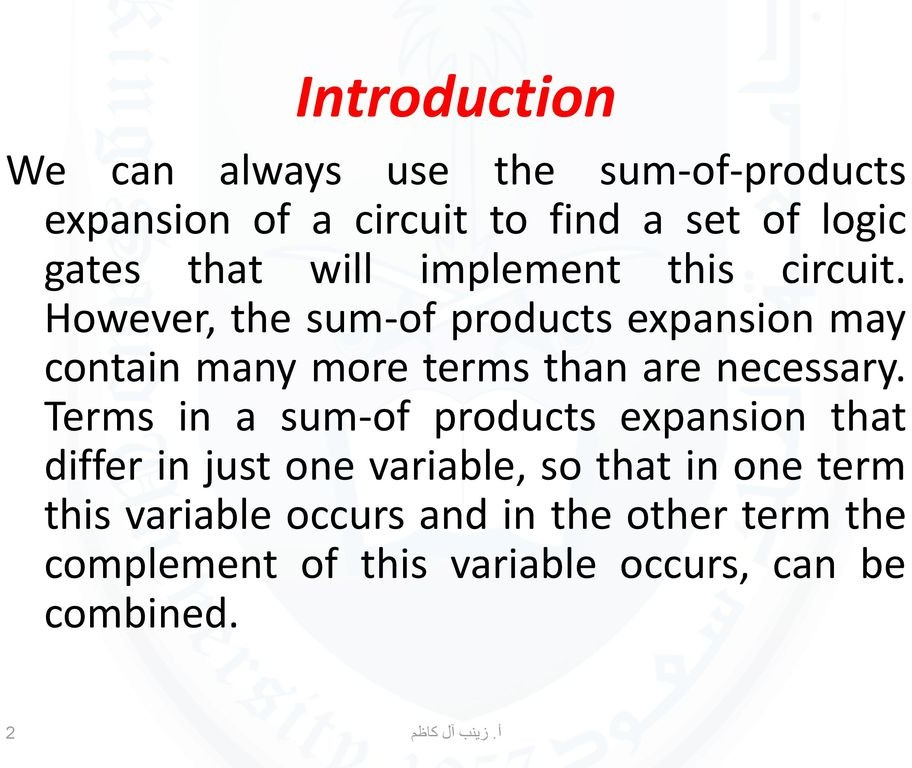 Introduction
We can always use the sum-of-products
expansion of a circuit to find a set of logic
gates that will implement this circuit.
However, the sum-of products expansion may
contain many more terms than are necessary.
Terms in a sum-of products expansion that
differ in just one variable, so that in one term
this variable occurs and in the other term the
complement of this variable occurs, can be
combined.
2
أ. زينب آل كاظم